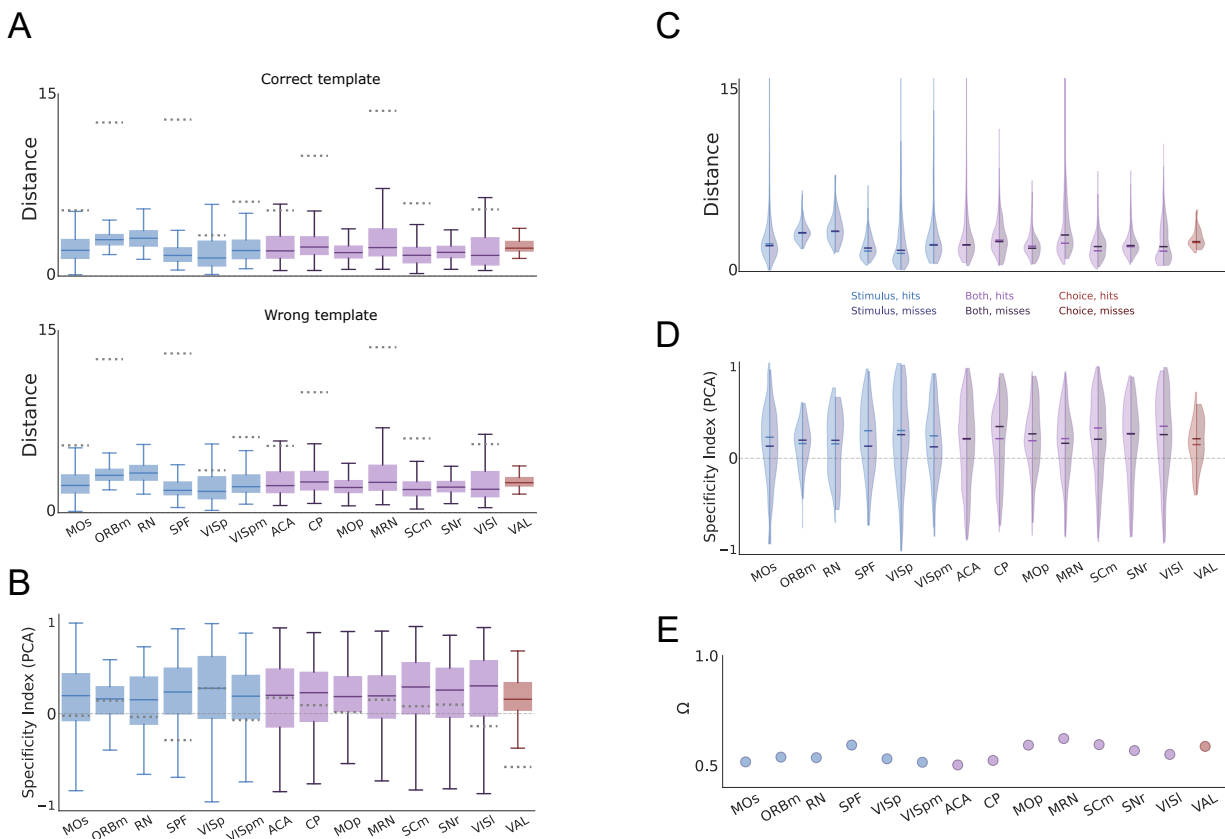 A
Correct template
15
Distance
0
Wrong template
15
Distance
0
MOs ORBm RN SPF VISp VISpm ACA CP MOp MRN SCm SNr VISl VAL
B
1
Specificity Index (PCA)
0
−1
MOs ORBm RN SPF VISp VISpm ACA CP MOp MRN SCm SNr VISl VAL
C
15
Distance
0
Stimulus, hits Both, hits Choice, hits
Stimulus, misses Both, misses Choice, misses
D
1
Specificity Index (PCA)
0
−1
MOs ORBm RN SPF VISp VISpm ACA CP MOp MRN SCm SNr VISl VAL
E
1.0
Ω
0.5
MOs ORBm RN SPF VISp VISpm ACA CP MOp MRN SCm SNr VISl VAL